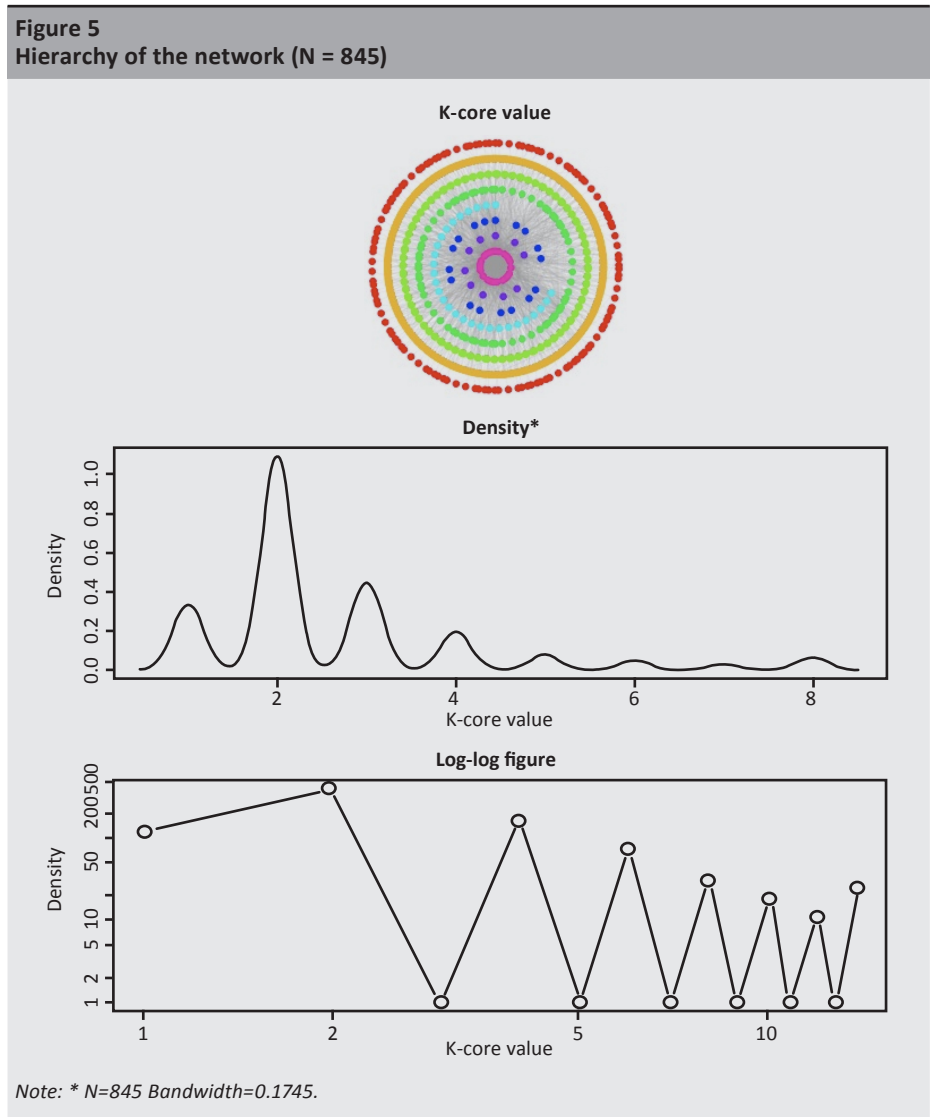 Figure 5
Hierarchy of the network (N = 845)
K-core value
Density*
Density
0.0 0.2 0.4 0.6 0.8 1.0
2 4 6 8
K-core value
Log-log figure
Density
1 2 5 10 50 200 500
1 2 5 10
K-core value
Note: * N=845 Bandwidth=0.1745.